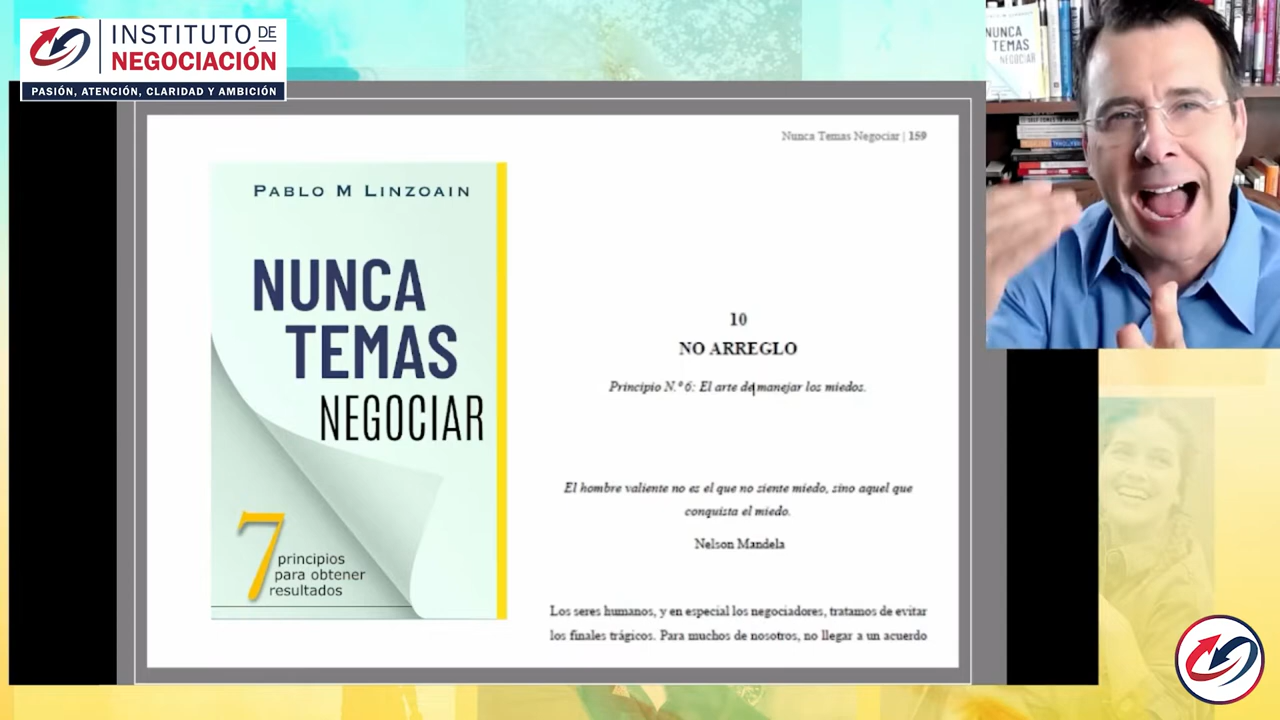 INSTITUTO DE
NEGOCIACIÓN
PASIÓN, ATENCIÓN, CLARIDAD Y AMBICIÓN
PABLO M LINZOAIN
NUNCA
TEMAS
NEGOCIAR
7
principios
para obtener
resultados
Nunca Temas Negociar | 159
10
NO ARREGLO
Principio N.º 6: El arte de manejar los miedos.
El hombre valiente no es el que no siente miedo, sino aquel que
conquista el miedo.
Nelson Mandela
Los seres humanos, y en especial los negociadores, tratamos de evitar
los finales trágicos. Para muchos de nosotros, no llegar a un acuerdo
NUNCA
TEMAS
NEGOCIAR